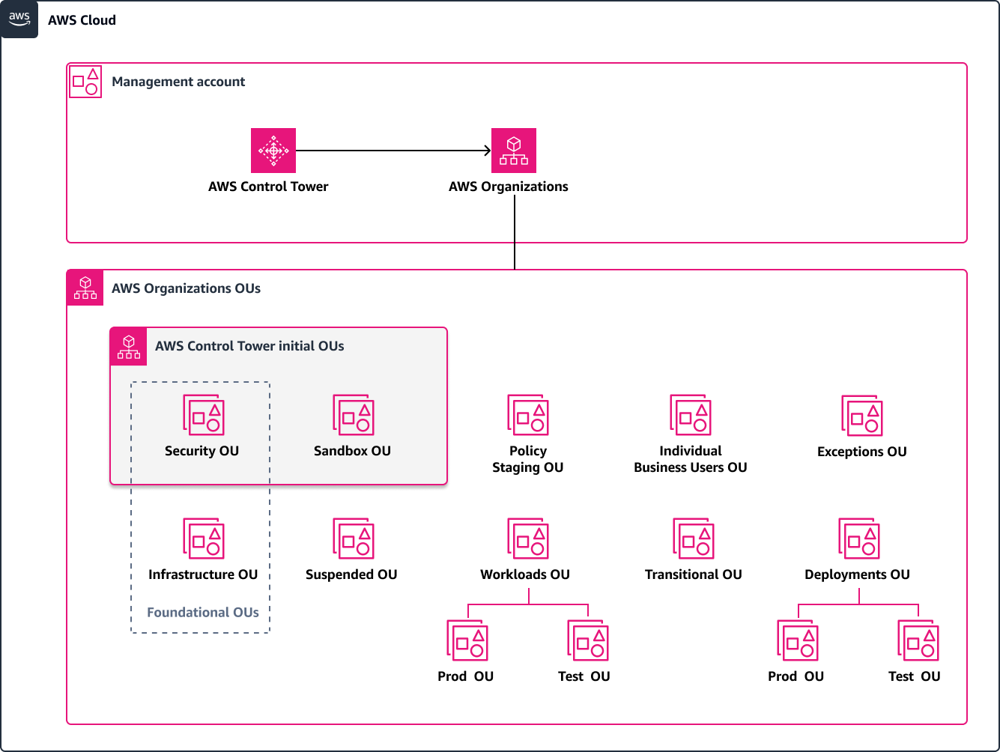 aws
AWS Cloud
Management account
AWS Control Tower
AWS Organizations
AWS Organizations OUs
AWS Control Tower initial OUs
Security OU
Sandbox OU
Policy
Staging OU
Individual
Business Users OU
Exceptions OU
Infrastructure OU
Suspended OU
Workloads OU
Transitional OU
Deployments OU
Foundational OUs
Prod OU
Test OU
Prod OU
Test OU